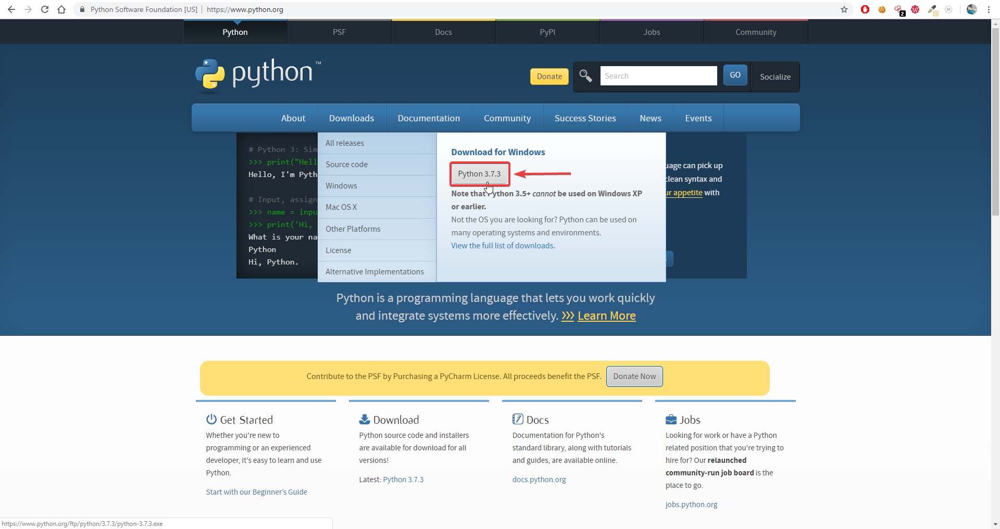 Python Software Foundation [US] | https://www.python.org
2
M
Python
PSF
Docs
PyPI
Jobs
Community
python™
Donate
Search
GO
Socialize
About
Downloads
Documentation
Community
Success Stories
News
Events
# Python 3: Sim
>>> print("Hell
Hello, I'm Pyth
# Input, assign
>>> name = inpu
>>> print('Hi,
What is your na
Python
Hi, Python.
All releases
Source code
Windows
Mac OS X
Other Platforms
License
Alternative Implementations
Download for Windows
Python 3.7.3
Note that Python 3.5+ cannot be used on Windows XP
or earlier.
Not the OS you are looking for? Python can be used on
many operating systems and environments.
View the full list of downloads.
uage can pick up
clean syntax and
ur appetite with
Python is a programming language that lets you work quickly
and integrate systems more effectively. >>> Learn More
Contribute to the PSF by Purchasing a PyCharm License. All proceeds benefit the PSF.
Donate Now
Get Started
Whether you're new to
programming or an experienced
developer, it's easy to learn and use
Python.
Start with our Beginner’s Guide
Download
Python source code and installers
are available for download for all
versions!
Latest: Python 3.7.3
Docs
Documentation for Python's
standard library, along with tutorials
and guides, are available online.
docs.python.org
Jobs
Looking for work or have a Python
related position that you're trying to
hire for? Our relaunched
community-run job board is the
place to go.
jobs.python.org
https://www.python.org/ftp/python/3.7.3/python-3.7.3.exe